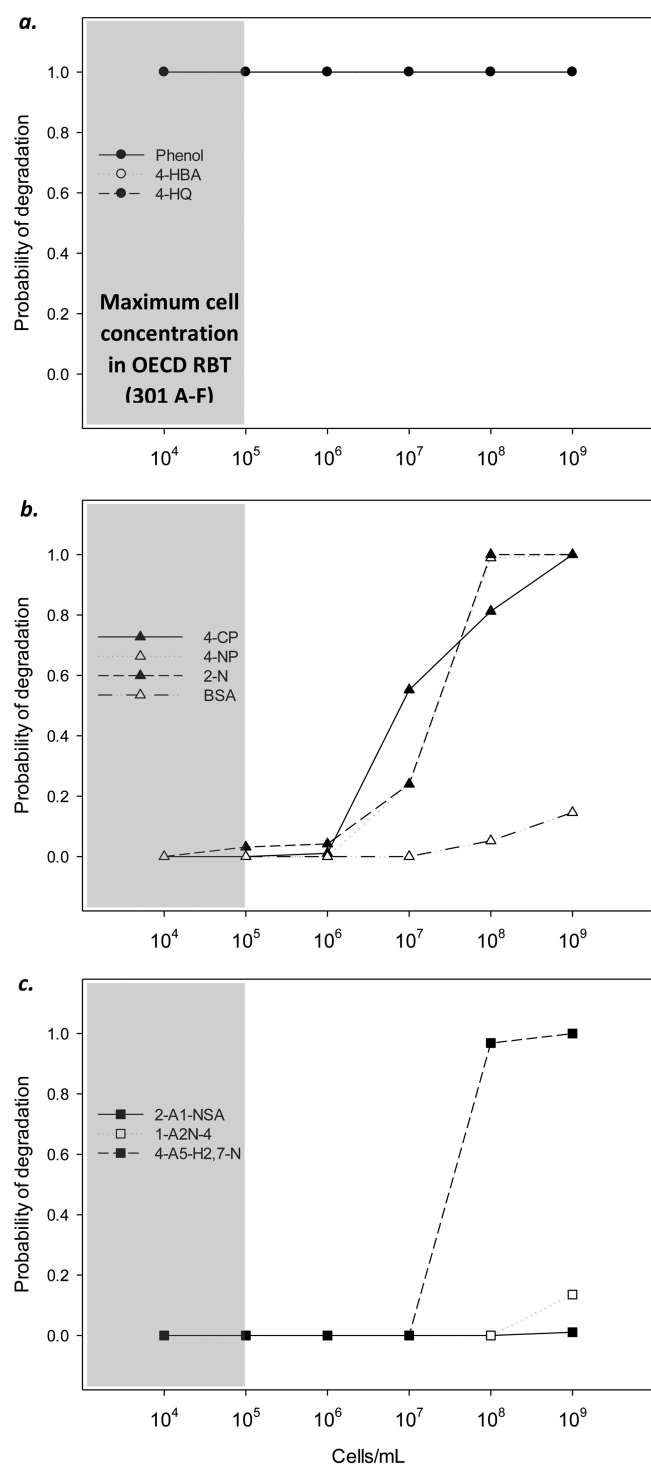 a.
Probability of degradation
1.0
0.8
0.6
0.4
0.2
0.0
Phenol
4-HBA
4-HQ
Maximum cell
concentration
in OECD RBT
(301 A-F)
10⁴ 10⁵ 10⁶ 10⁷ 10⁸ 10⁹
b.
Probability of degradation
1.0
0.8
0.6
0.4
0.2
0.0
4-CP
4-NP
2-N
BSA
10⁴ 10⁵ 10⁶ 10⁷ 10⁸ 10⁹
c.
Probability of degradation
1.0
0.8
0.6
0.4
0.2
0.0
2-A1-NSA
1-A2N-4
4-A5-H2,7-N
10⁴ 10⁵ 10⁶ 10⁷ 10⁸ 10⁹
Cells/mL